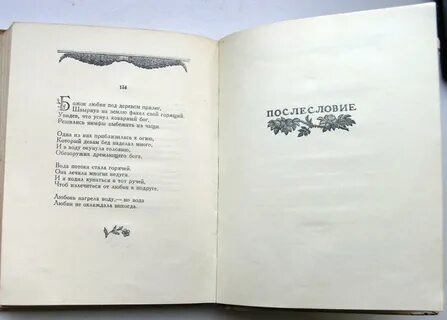 154
Божок любви под деревом прилег,
Швырнув на землю факел свой горящий.
Увидев, что уснул коварный бог,
Решились нимфы выбежать из чащи.
Одна из них приблизилась к огню,
Который девам бед наделал много,
И в воду окунула головню,
Обезоружив дремлющего бога.
Вода потока стала горячей.
Она лечила многие недуги.
И я ходил купаться в тот ручей,
Чтоб излечиться от любви к подруге.
Любовь нагрела воду,— но вода
Любви не охлаждала никогда.
ПОСЛЕСЛОВИЕ